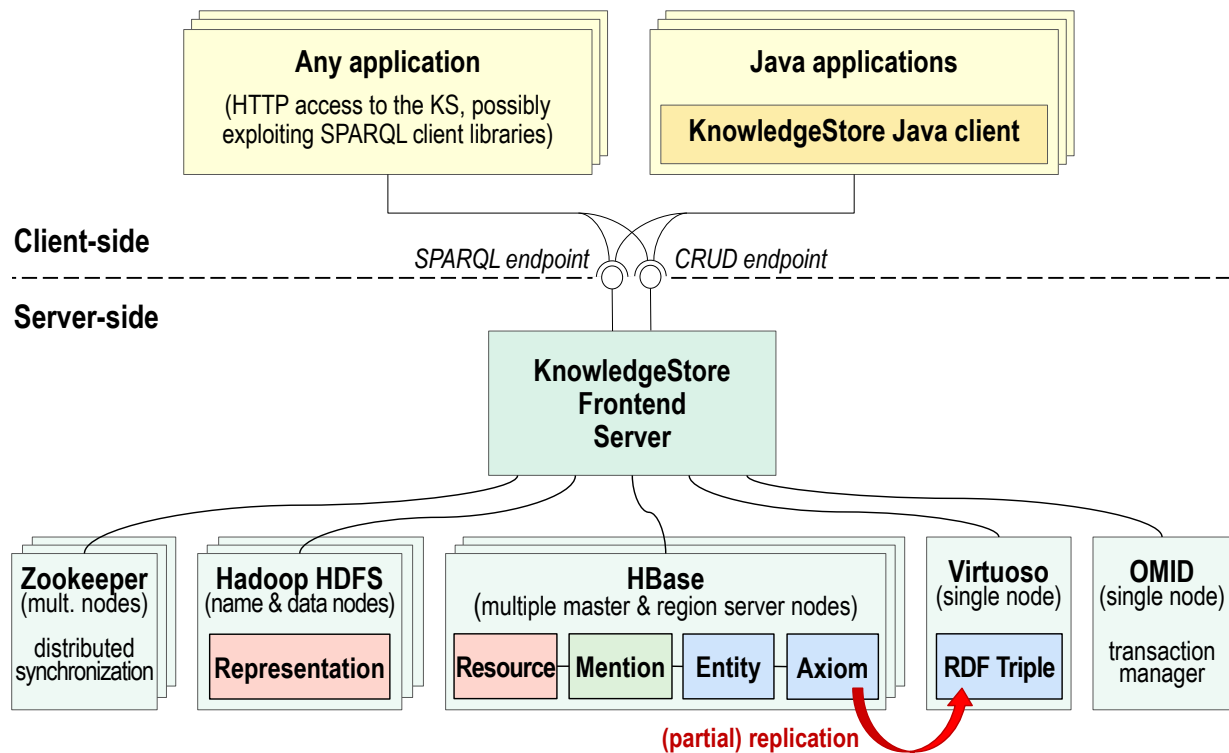 Any application
(HTTP access to the KS, possibly
exploiting SPARQL client libraries)
Java applications
KnowledgeStore Java client
Client-side
SPARQL endpoint
CRUD endpoint
Server-side
KnowledgeStore
Frontend
Server
Zookeeper
(mult. nodes)
distributed
synchronization
Hadoop HDFS
(name & data nodes)
Representation
HBase
(multiple master & region server nodes)
Resource
Mention
Entity
Axiom
Virtuoso
(single node)
RDF Triple
OMID
(single node)
transaction
manager
(partial) replication